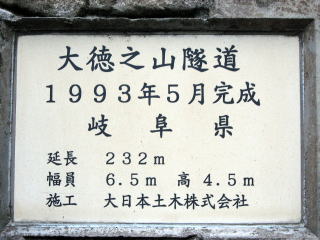 大徳之山隧道
1993年5月完成
岐阜県
延長 232m
幅員 6.5m 高 4.5m
施工 大日本土木株式会社